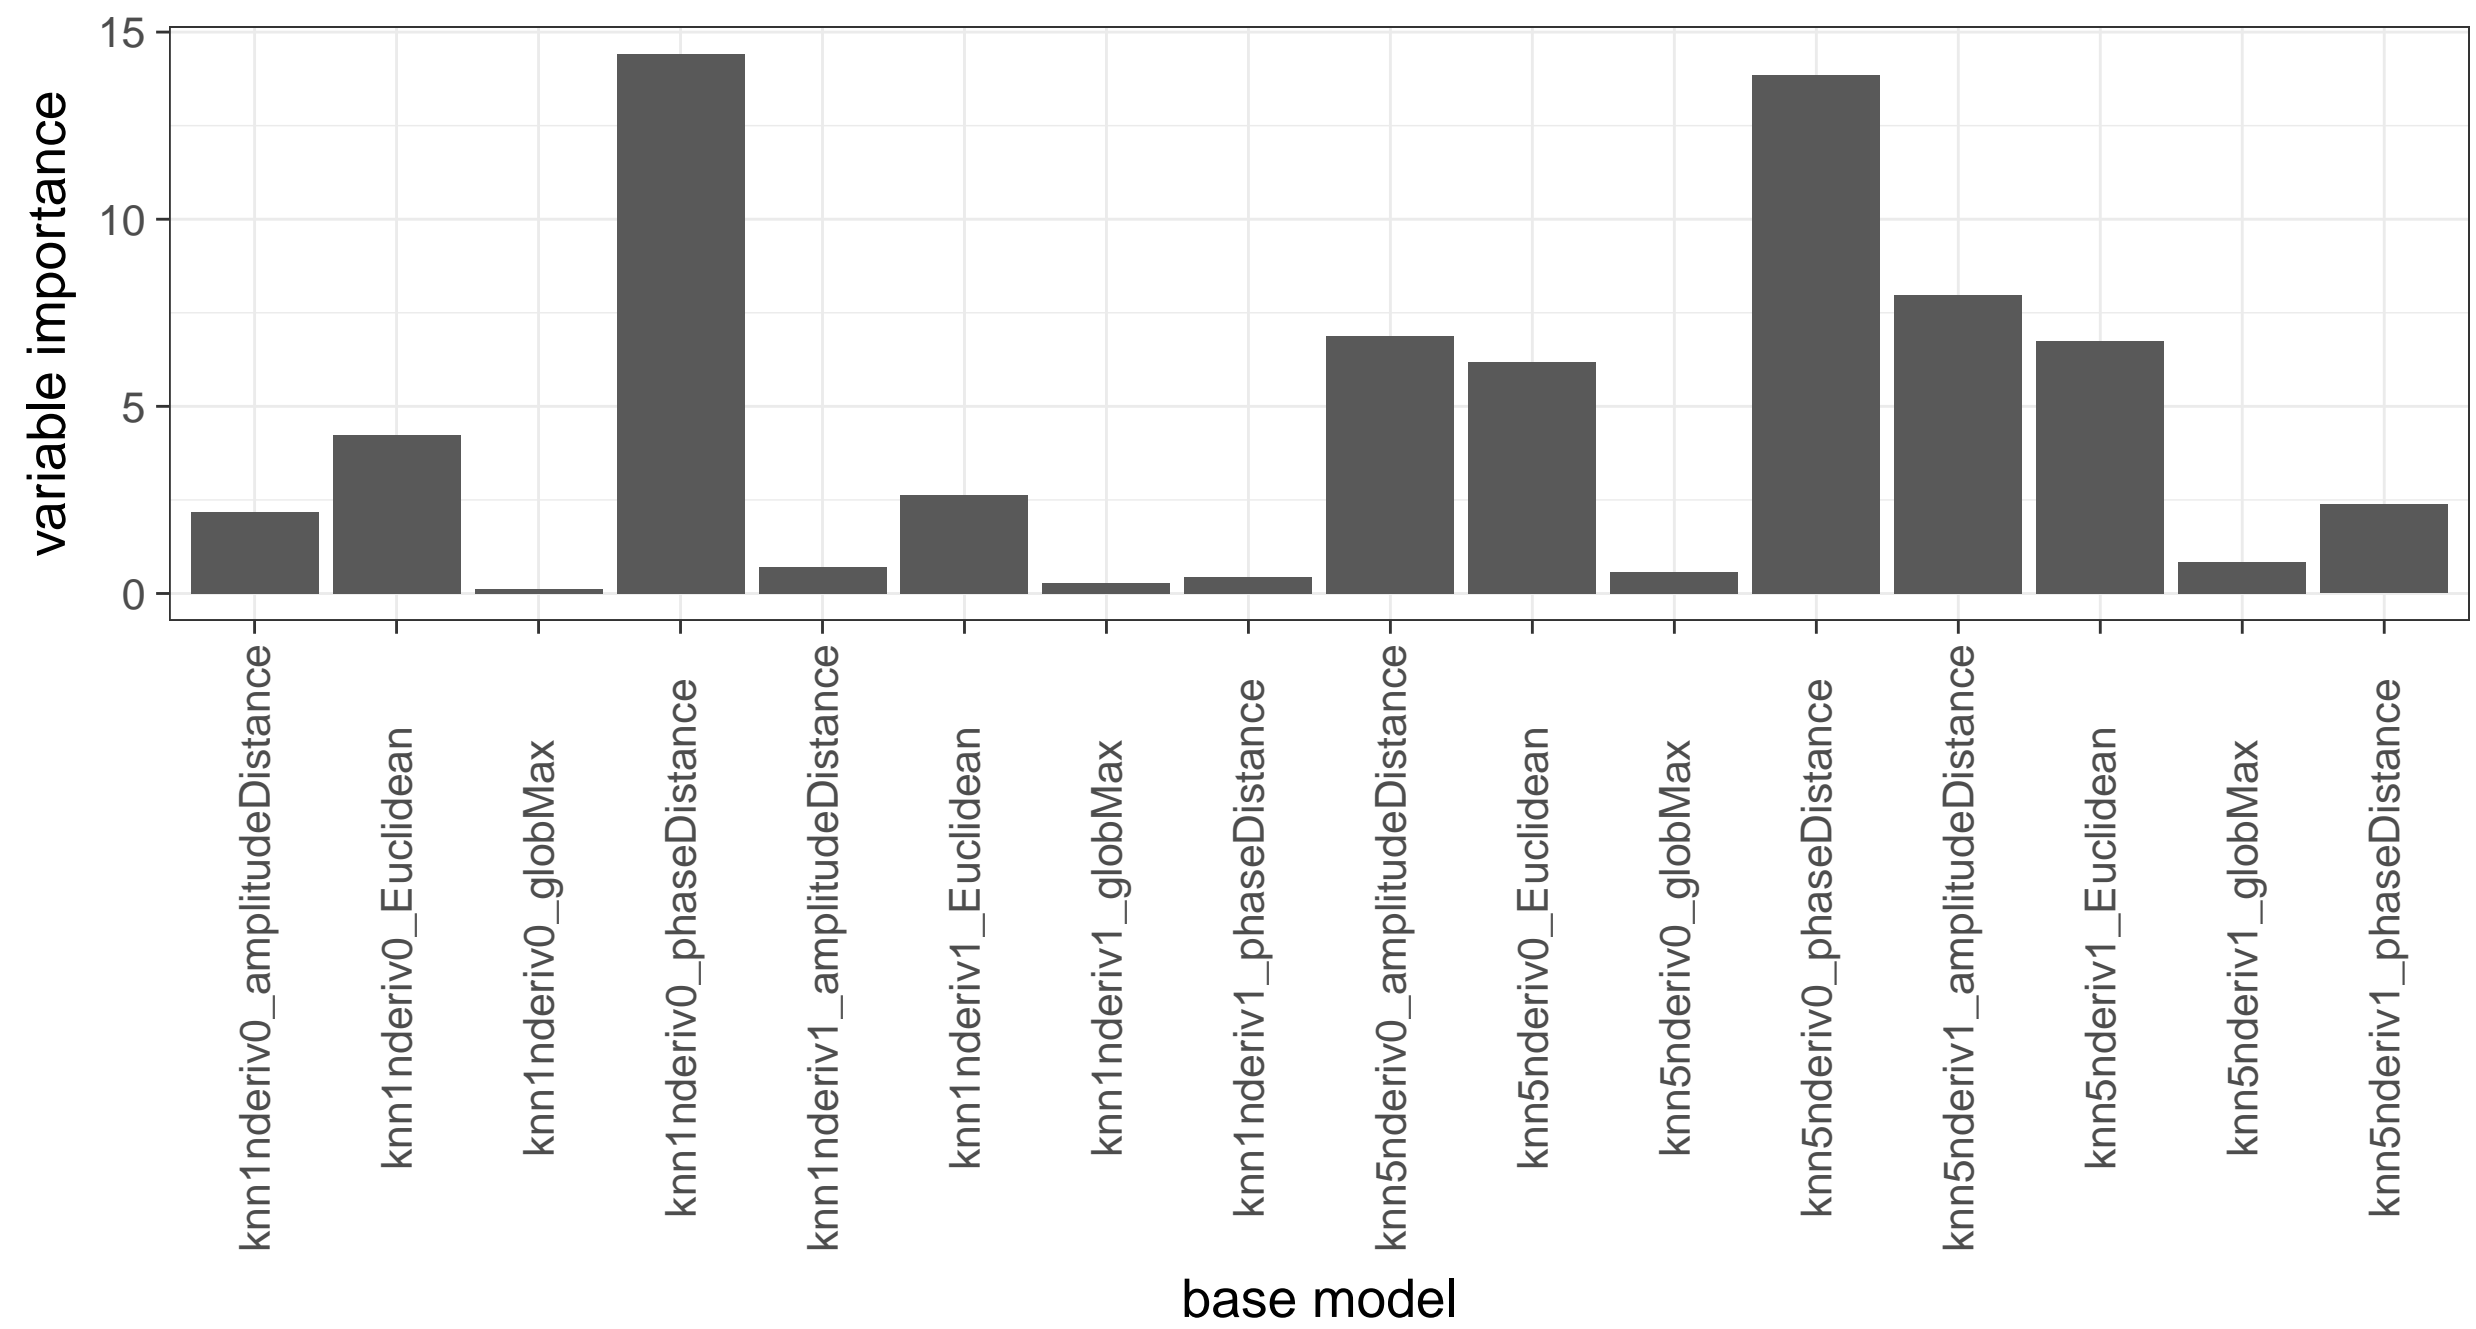 variable importance
15
10
5
0
knn1nderiv0_amplitudeDistance
knn1nderiv0_Euclidean
knn1nderiv0_globMax
knn1nderiv0_phaseDistance
knn1nderiv1_amplitudeDistance
knn1nderiv1_Euclidean
knn1nderiv1_globMax
knn1nderiv1_phaseDistance
knn5nderiv0_amplitudeDistance
knn5nderiv0_Euclidean
knn5nderiv0_globMax
knn5nderiv0_phaseDistance
knn5nderiv1_amplitudeDistance
knn5nderiv1_Euclidean
knn5nderiv1_globMax
knn5nderiv1_phaseDistance
base model